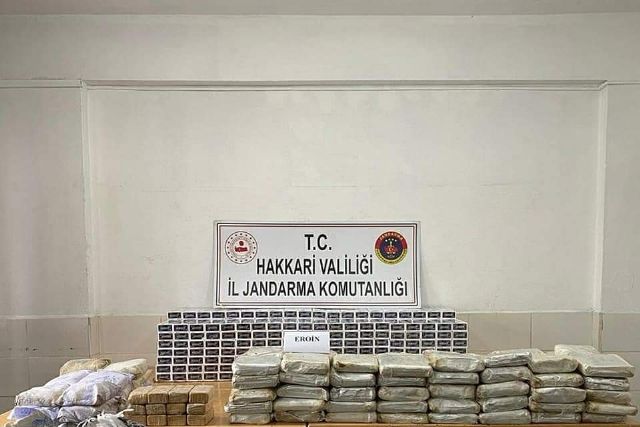 T.C.
HAKKARİ VALİLİĞİ
İL JANDARMA KOMUTANLIĞI
EROİN